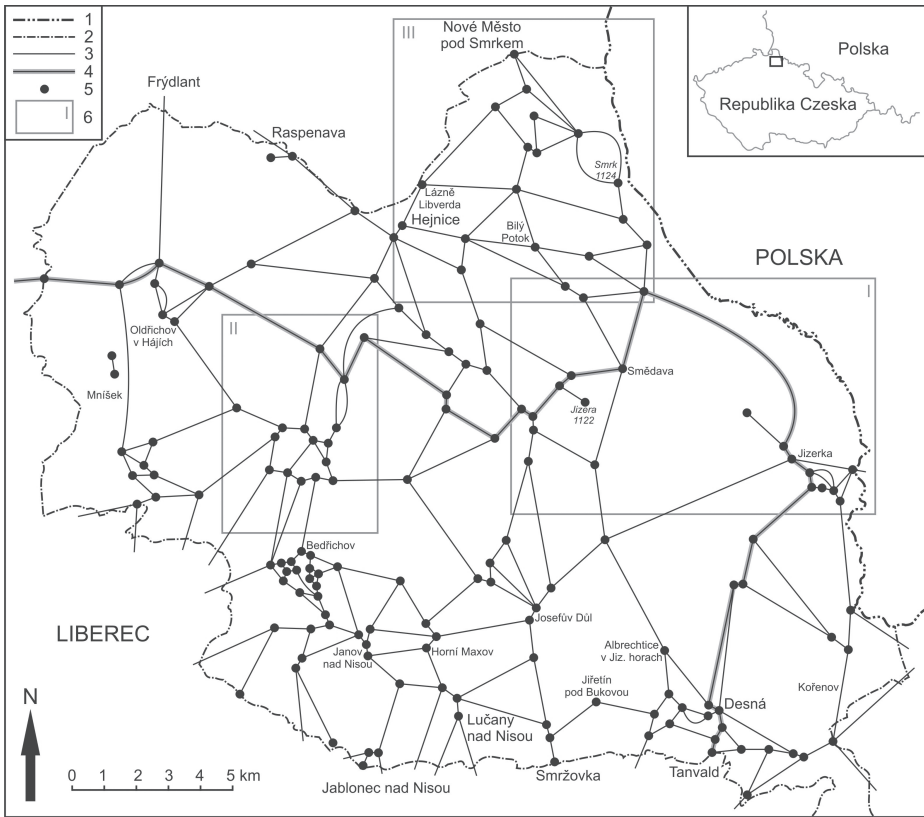 1
2
3
4
5
I 6
Frýdlant
Raspenava
III
Nové Město
pod Smrkem
Polska
Republika Czeska
Smrk
1124
Lázně
Libverda
Hejnice
Bílý
Potok
POLSKA
I
II
Oldřichov
v Hájích
Mníšek
Smědava
Jizera
1122
Jizerka
Bedřichov
LIBEREC
Josefův Důl
Janov
nad Nisou
Horní Maxov
Albrechtice
v Jiz. horach
Jiřetín
pod Bukovou
Kořenov
Desná
Lučany
nad Nisou
N
0 1 2 3 4 5 km
Jablonec nad Nisou
Smržovka
Tanvald